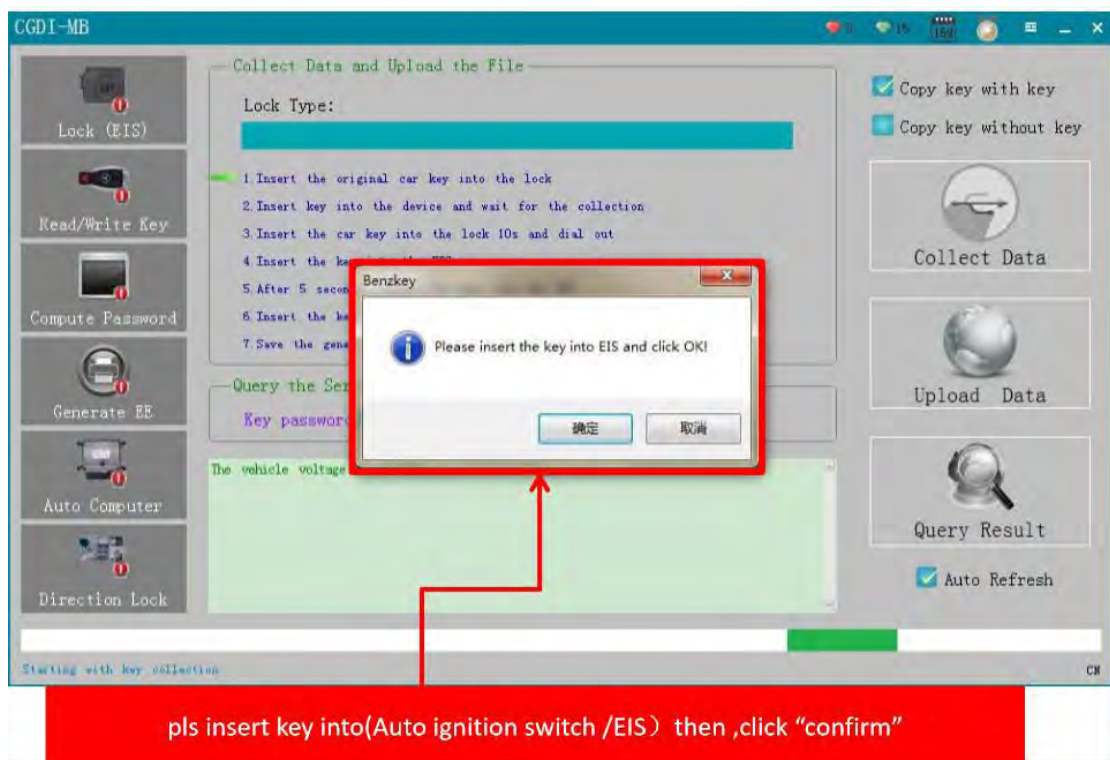 CGDI-MB
Lock (EIS)
Read/Write Key
Compute Password
Generate EE
Auto Computer
Direction Lock
Collect Data and Upload the File
Lock Type:
1.Insert the original car key into the lock
2.Insert key into the device and wait for the collection
3.Insert the car key into the lock 10s and dial out
4.Insert the
5.After 5
6.Insert the
7.Save the
Query the
Key
The vehicle voltage
Benzkey
Please insert the key into EIS and click OK!
确定
取消
Copy key with key
Copy key without key
Collect Data
Upload Data
Query Result
Auto Refresh
Starting with key collection
CN
pls insert key into(Auto ignition switch /EIS）then ,click “confirm”